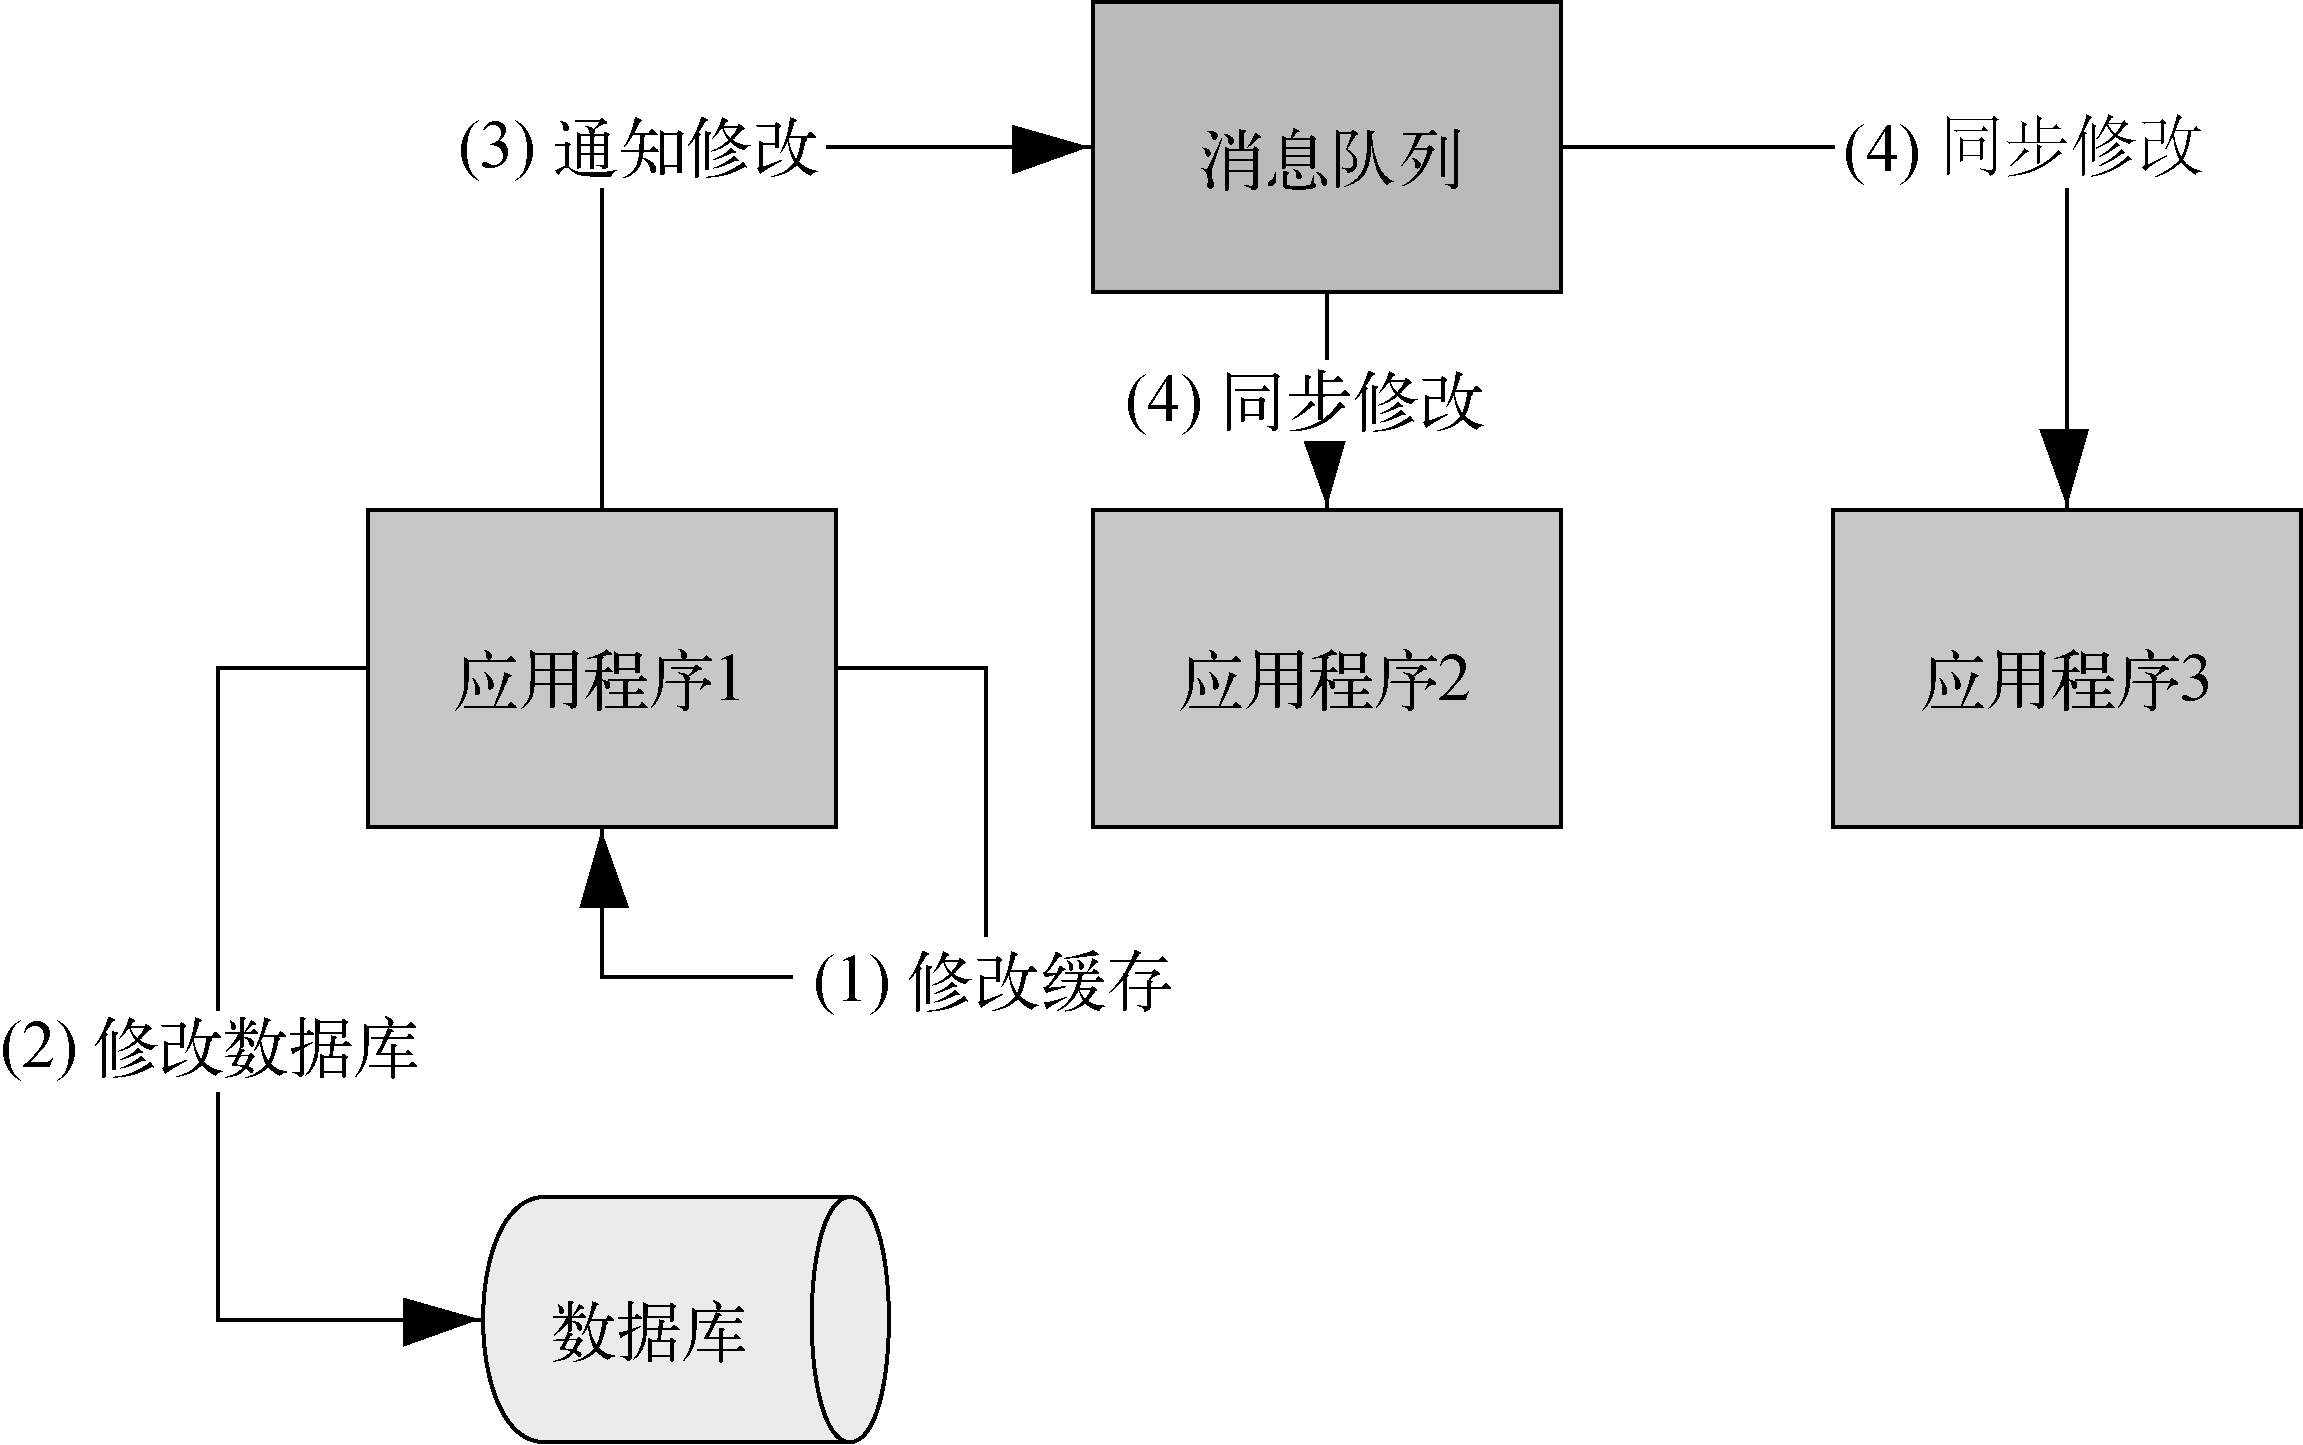 (3) 通知修改
消息队列
(4) 同步修改
(4) 同步修改
应用程序1
应用程序2
应用程序3
(1) 修改缓存
(2) 修改数据库
数据库